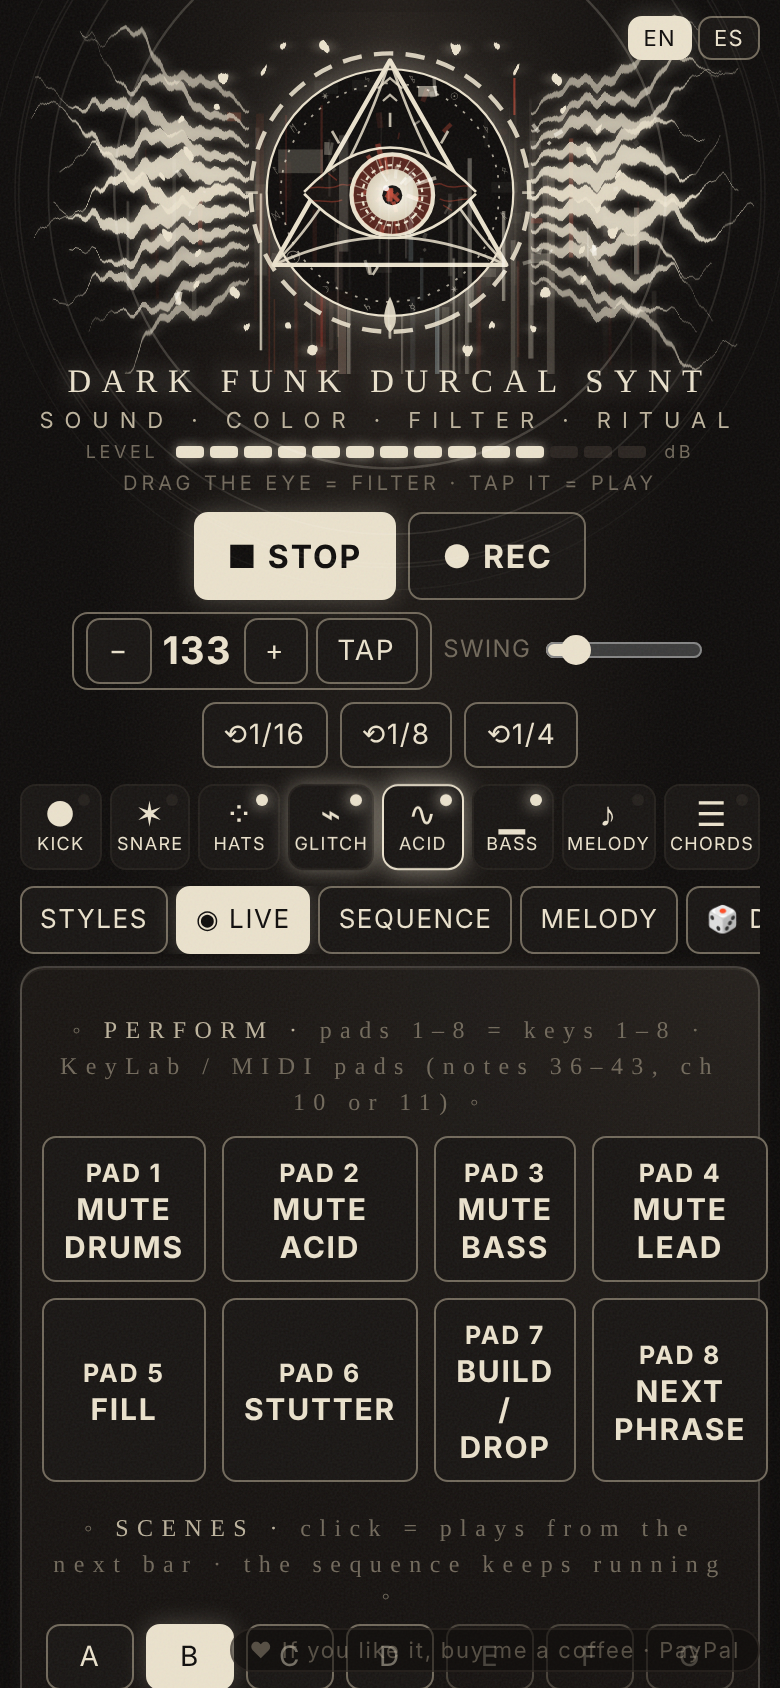 EN ES
DARK FUNK DURCAL SYNT
SOUND · COLOR · FILTER · RITUAL
LEVEL dB
DRAG THE EYE = FILTER · TAP IT = PLAY
■ STOP ● REC
− 133 + TAP SWING
⟲1/16 ⟲1/8 ⟲1/4
KICK SNARE HATS GLITCH ACID BASS MELODY CHORDS
STYLES ◉ LIVE SEQUENCE MELODY 🎲 D
◦ PERFORM · pads 1–8 = keys 1–8 ·
KeyLab / MIDI pads (notes 36–43, ch
10 or 11) ◦
PAD 1 PAD 2 PAD 3 PAD 4
MUTE MUTE MUTE MUTE
DRUMS ACID BASS LEAD
PAD 5
FILL
PAD 6
STUTTER
PAD 7
BUILD
/
DROP
PAD 8
NEXT
PHRASE
◦ SCENES · click = plays from the
next bar · the sequence keeps running
◦
A B C D E F G
♥ If you like it, buy me a coffee · PayPal